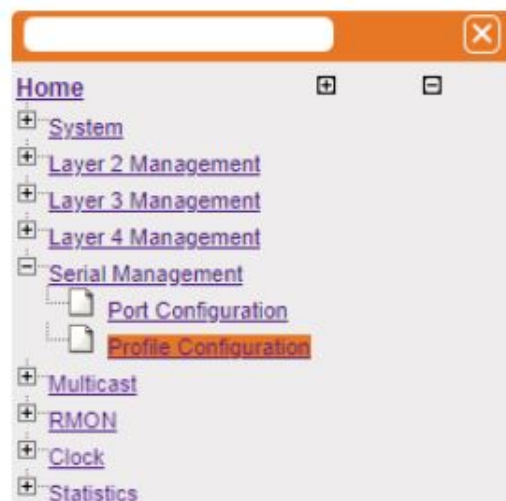 Home
System
Layer 2 Management
Layer 3 Management
Layer 4 Management
Serial Management
Port Configuration
Profile Configuration
Multicast
RMON
Clock
Statistics